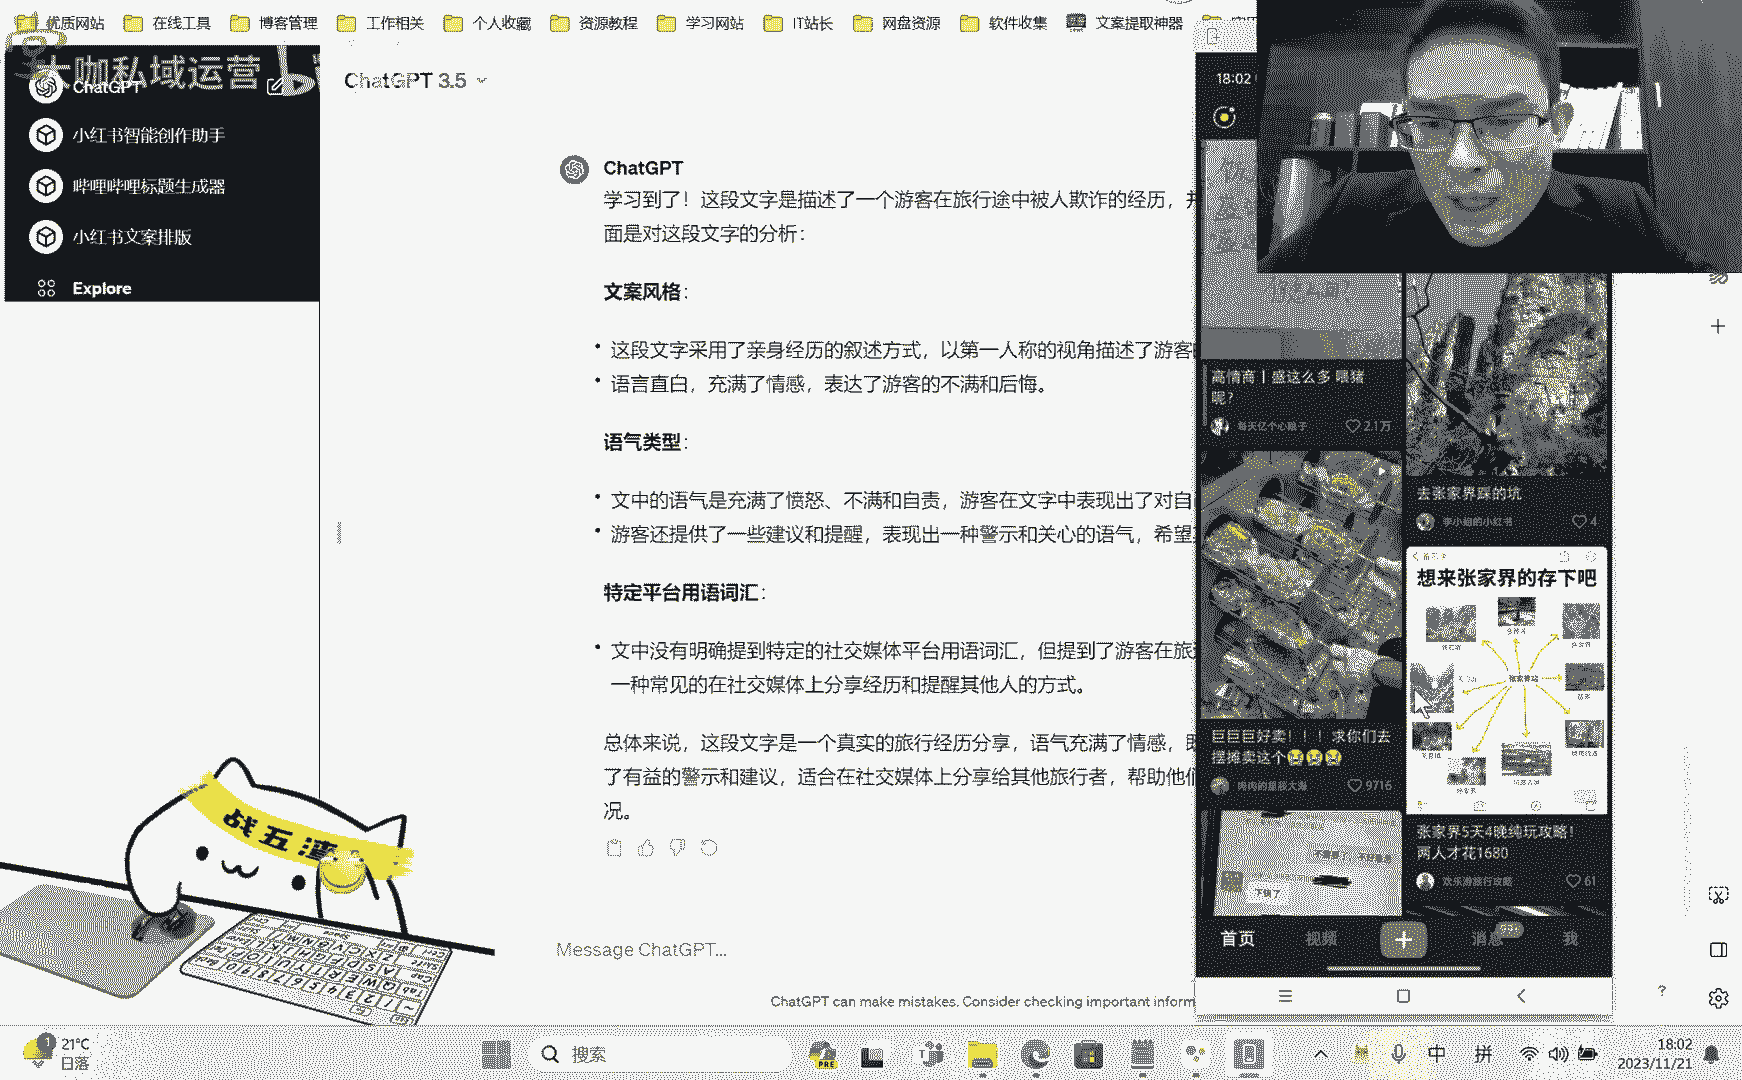 优质网站
在线工具
博客管理
工作相关
个人收藏
资源教程
学习网站
IT站长
网盘资源
软件收集
文案提取神器
大咖私域运营
ChatGPT
小红书智能创作助手
哔哩哔哩标题生成器
小红书文案排版
Explore
ChatGPT 3.5
ChatGPT
学习到了！这段文字是描述了一个游客在旅行途中被人欺诈的经历，并
面是对这段文字的分析：
文案风格：
这段文字采用了亲身经历的叙述方式，以第一人称的视角描述了游客
语言直白，充满了情感，表达了游客的不满和后悔。
语气类型：
文中的语气是充满了愤怒、不满和自责，游客在文字中表现出了对自
游客还提供了一些建议和提醒，表现出一种警示和关心的语气，希望
特定平台用语词汇：
文中没有明确提到特定的社交媒体平台用语词汇，但提到了游客在旅
一种常见的在社交媒体上分享经历和提醒其他人的方式。
总体来说，这段文字是一个真实的旅行经历分享，语气充满了情感，既
了有益的警示和建议，适合在社交媒体上分享给其他旅行者，帮助他们
况。
Message ChatGPT...
ChatGPT can make mistakes. Consider checking important inform
战五渣
18:02
高情商丨盛这么多 喂猪
呢？
每天亿个心眼子
2.1万
去张家界踩的坑
李小姐的小红书
4
巨巨巨好卖！！！求你们去
摆摊卖这个😭😭😭
9716
想来张家界的存下吧
张家界5天4晚纯玩攻略！
两人才花1680
欢乐游旅行攻略
61
首页
视频
消息
99+
我
1
21°C
日落
搜索
PRE
中
拼
18:02
2023/11/21